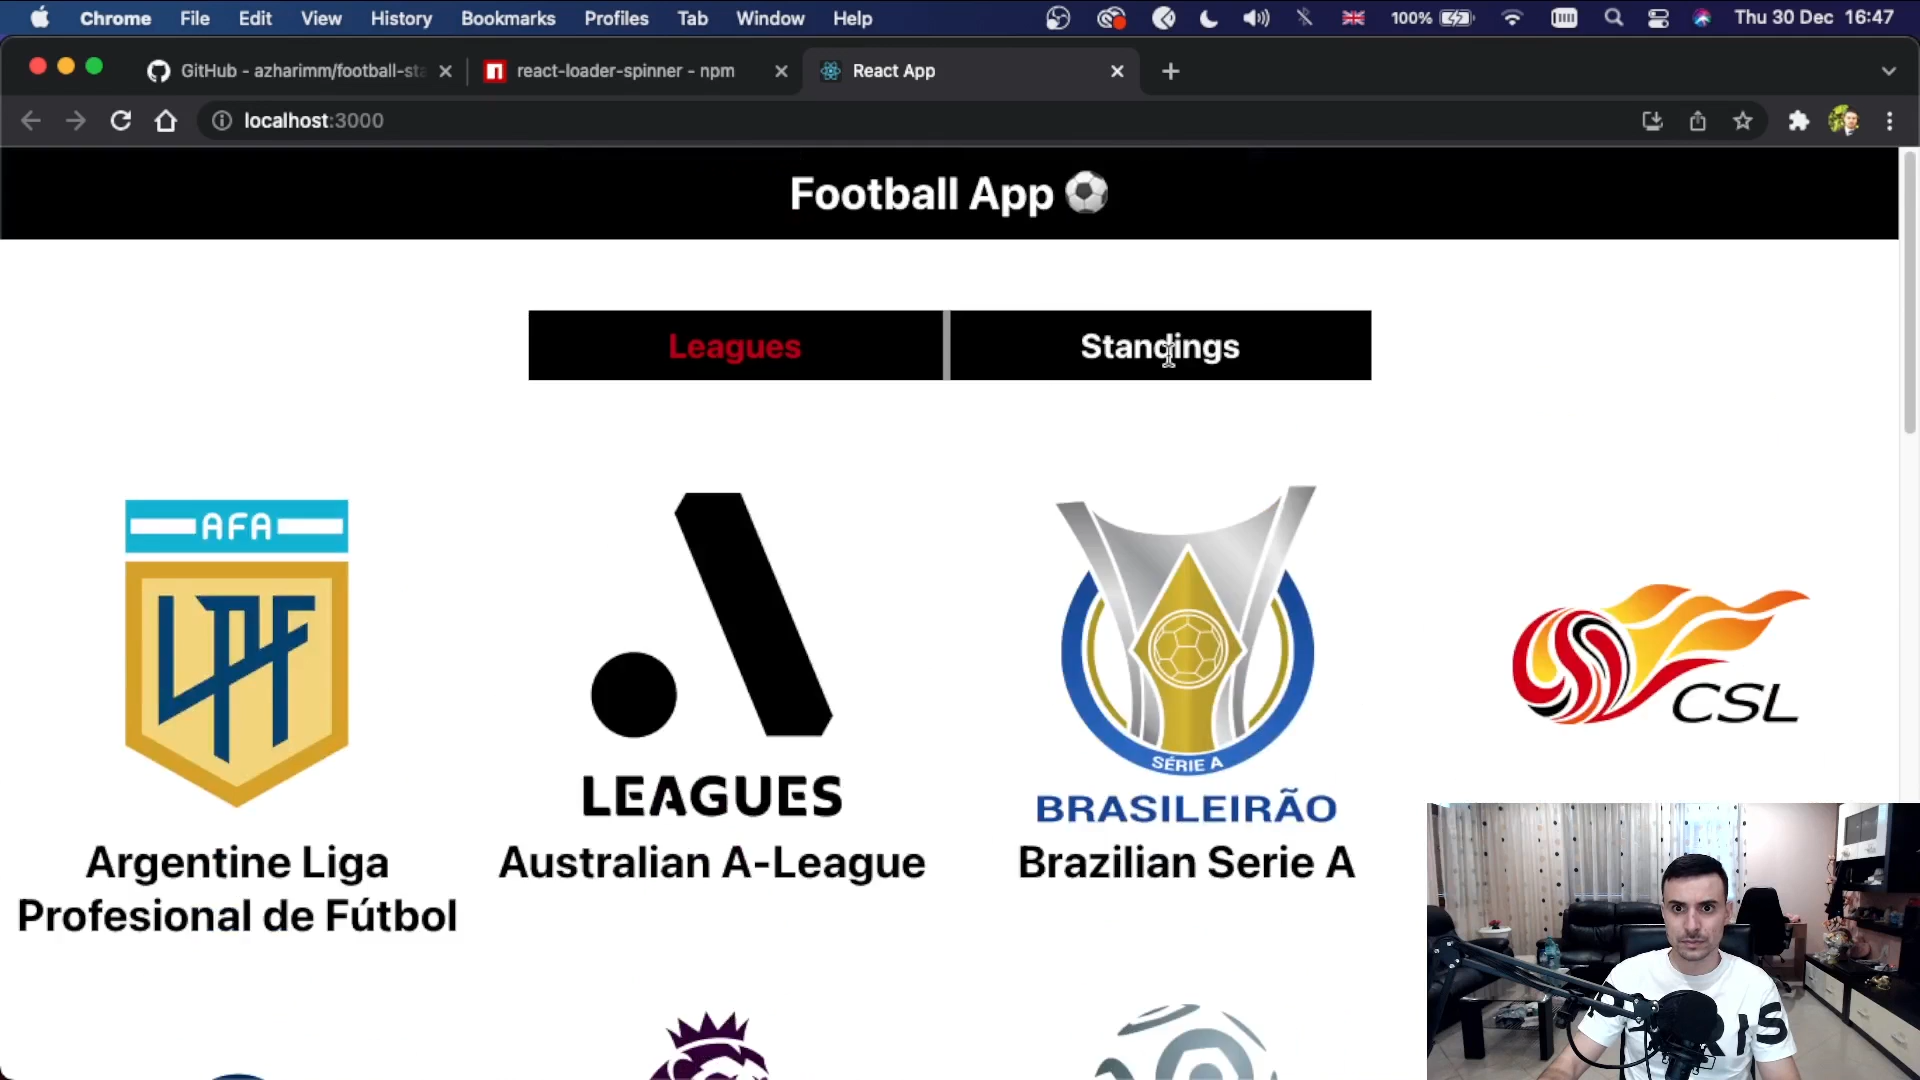 Chrome File Edit View History Bookmarks Profiles Tab Window Help 100% Thu 30 Dec 16:47
GitHub - azharimm/football-sta react-loader-spinner - npm React App
localhost:3000
Football App ⚽
Leagues Standings
AFA
LPF
LEAGUES
SÉRIE A
BRASILEIRÃO
CSL
Argentine Liga Profesional de Fútbol
Australian A-League
Brazilian Serie A